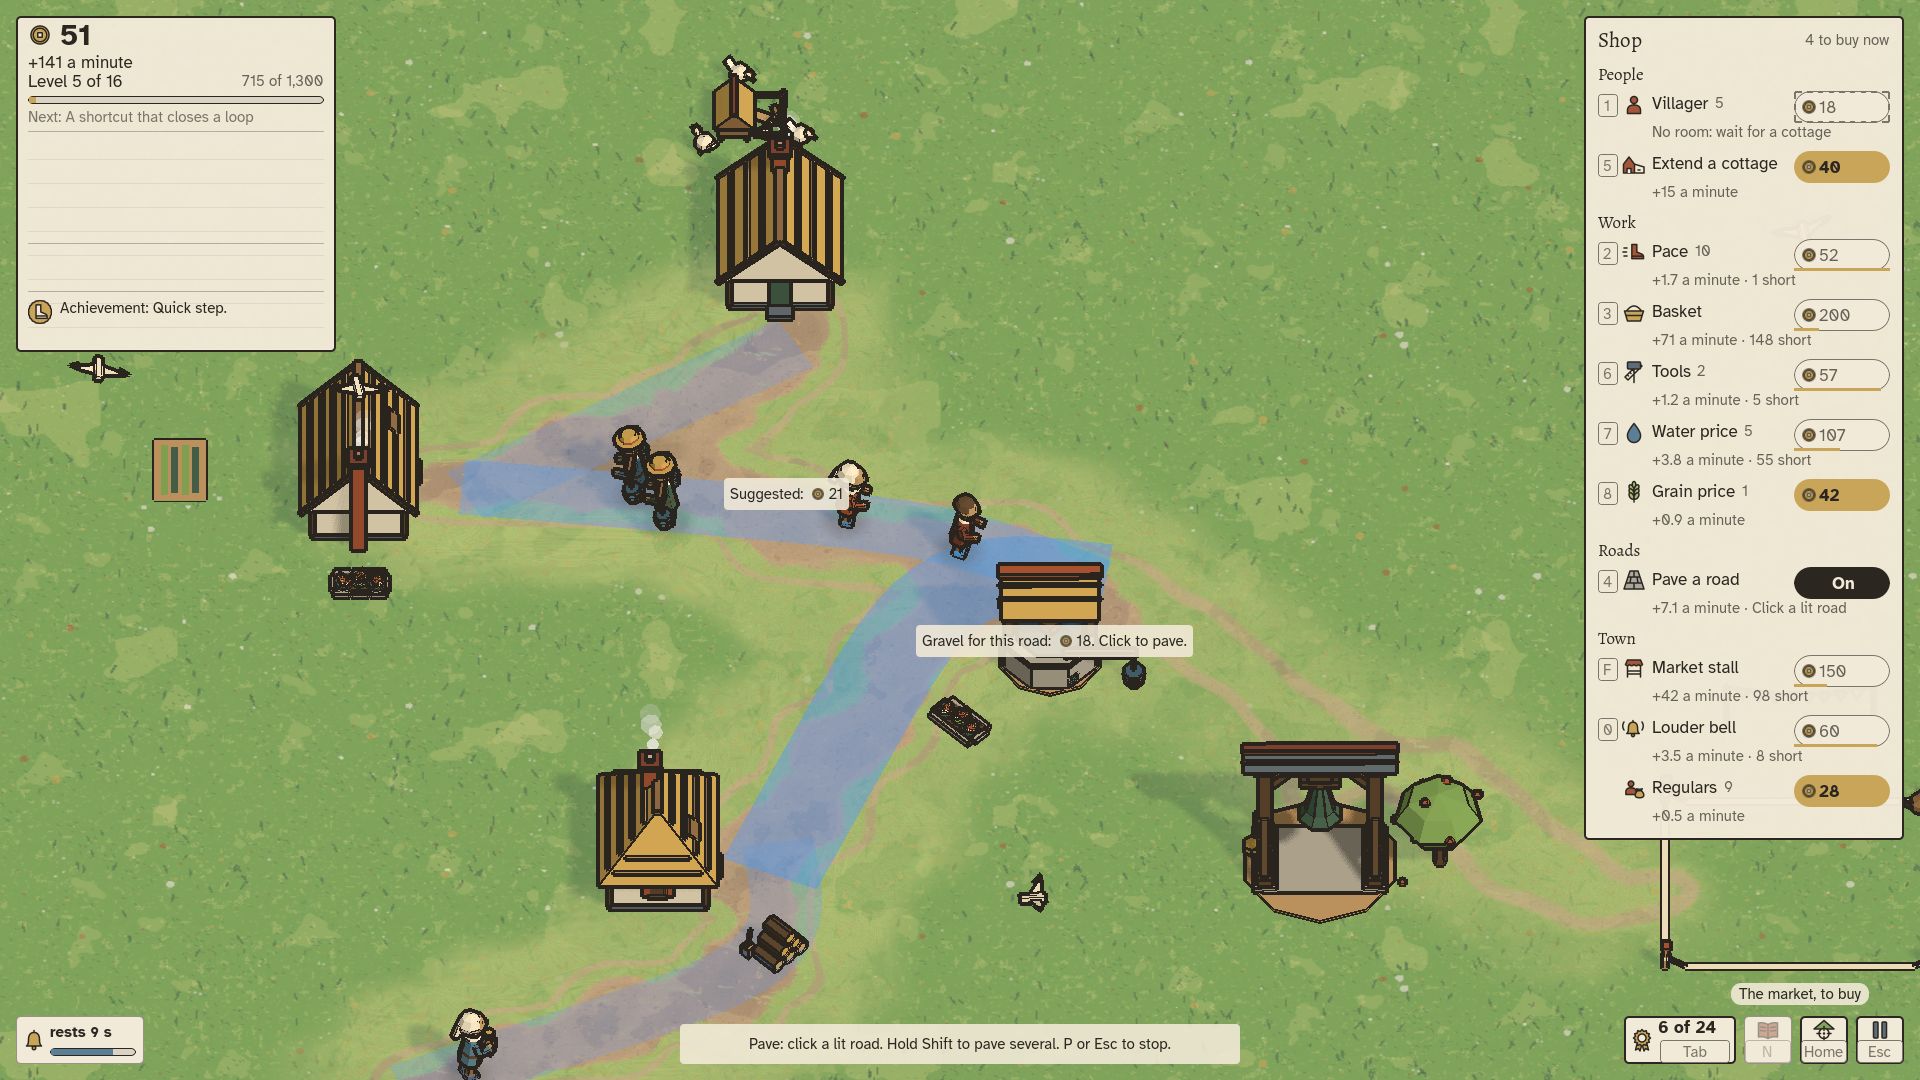 51
+141 a minute
Level 5 of 16
715 of 1,300
Next: A shortcut that closes a loop
Achievement: Quick step.
Suggested: 21
Gravel for this road: 18. Click to pave.
Shop
4 to buy now
People
1 Villager 5 18
No room: wait for a cottage
5 Extend a cottage 40
+15 a minute
Work
2 Pace 10 52
+1.7 a minute · 1 short
3 Basket 200
+71 a minute · 148 short
6 Tools 2 57
+1.2 a minute · 5 short
7 Water price 5 107
+3.8 a minute · 55 short
8 Grain price 1 42
+0.9 a minute
Roads
4 Pave a road On
+7.1 a minute · Click a lit road
Town
F Market stall 150
+42 a minute · 98 short
0 Louder bell 60
+3.5 a minute · 8 short
Regulars 9 28
+0.5 a minute
The market, to buy
rests 9 s
Pave: click a lit road. Hold Shift to pave several. P or Esc to stop.
6 of 24
Tab
N
Home
Esc